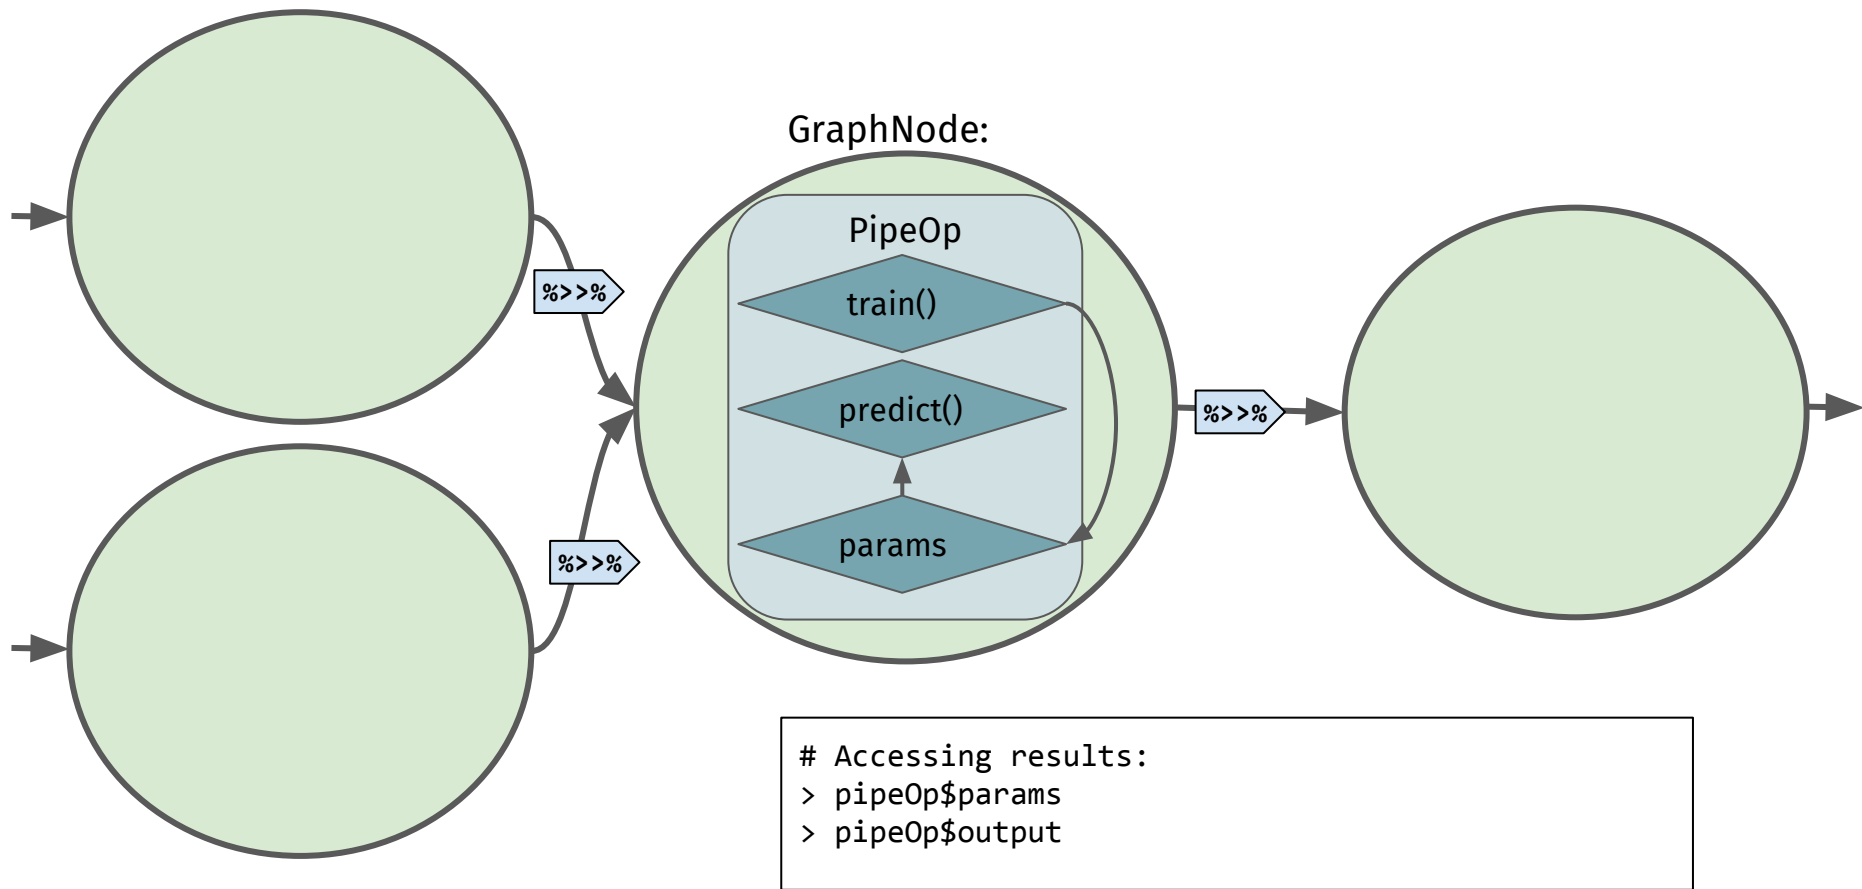 GraphNode:
PipeOp
%>>%
train()
predict()
%>>%
params
%>>%
# Accessing results:
> pipeOp$params
> pipeOp$output